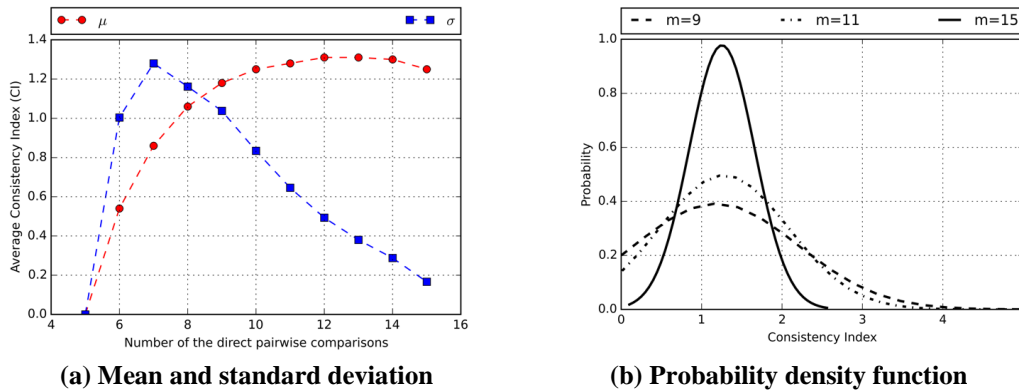 μ σ
1.4
1.2
1.0
0.8
0.6
0.4
0.2
0.0
4 6 8 10 12 14 16
Average Consistency Index (CI)
Number of the direct pairwise comparisons
(a) Mean and standard deviation
m=9 m=11 m=15
1.0
0.8
0.6
0.4
0.2
0.0
0 1 2 3 4
Probability
Consistency Index
(b) Probability density function